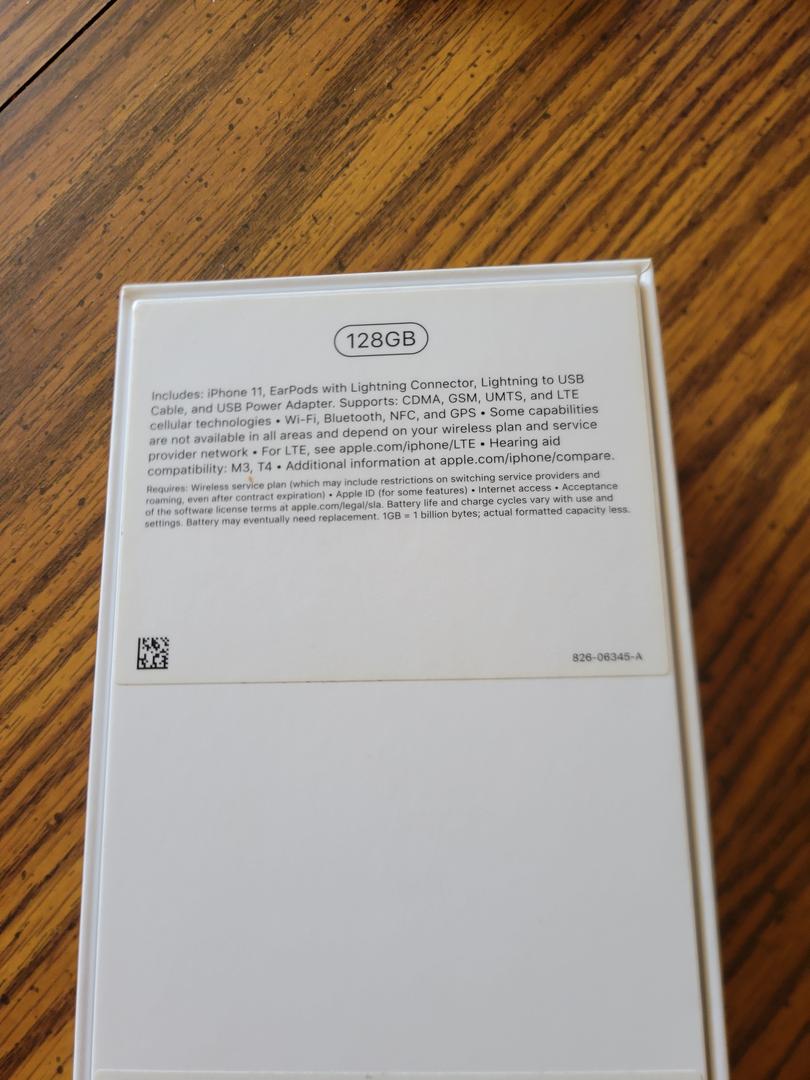 128GB
Includes: iPhone 11, EarPods with Lightning Connector, Lightning to USB
Cable, and USB Power Adapter. Supports: CDMA, GSM, UMTS, and LTE
cellular technologies • Wi-Fi, Bluetooth, NFC, and GPS • Some capabilities
are not available in all areas and depend on your wireless plan and service
provider network • For LTE, see apple.com/iphone/LTE • Hearing aid
compatibility: M3, T4 • Additional information at apple.com/iphone/compare.
Requires: Wireless service plan (which may include restrictions on switching service providers and
roaming, even after contract expiration) • Apple ID (for some features) • Internet access • Acceptance
of the software license terms at apple.com/legal/sla. Battery life and charge cycles vary with use and
settings. Battery may eventually need replacement. 1GB = 1 billion bytes; actual formatted capacity less.
826-06345-A